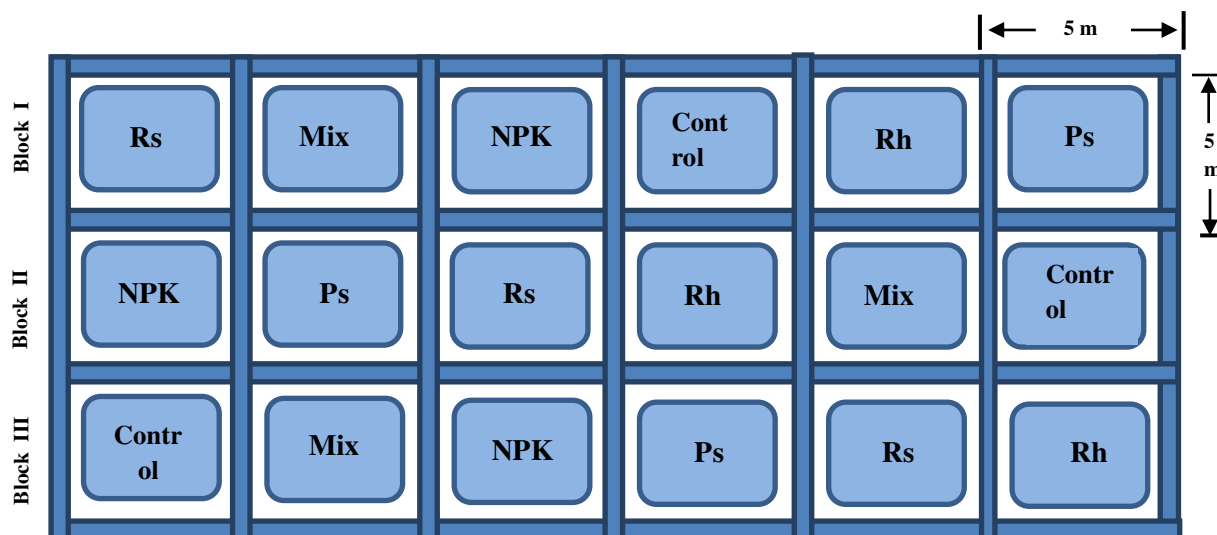 5 m
Block I
Rs
Mix
NPK
Cont
rol
Rh
Ps
5
m
Block II
NPK
Ps
Rs
Rh
Mix
Contr
ol
Block III
Contr
ol
Mix
NPK
Ps
Rs
Rh